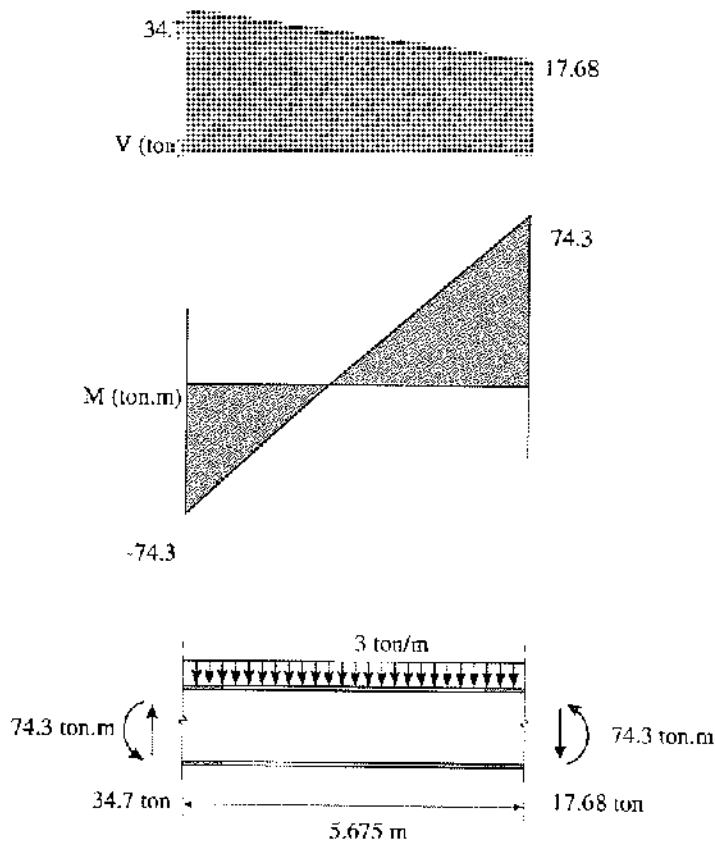 34.
17.68
V (ton
74.3
M (ton.m)
-74.3
3 ton/m
74.3 ton.m
74.3 ton.m
34.7 ton
17.68 ton
5.675 m